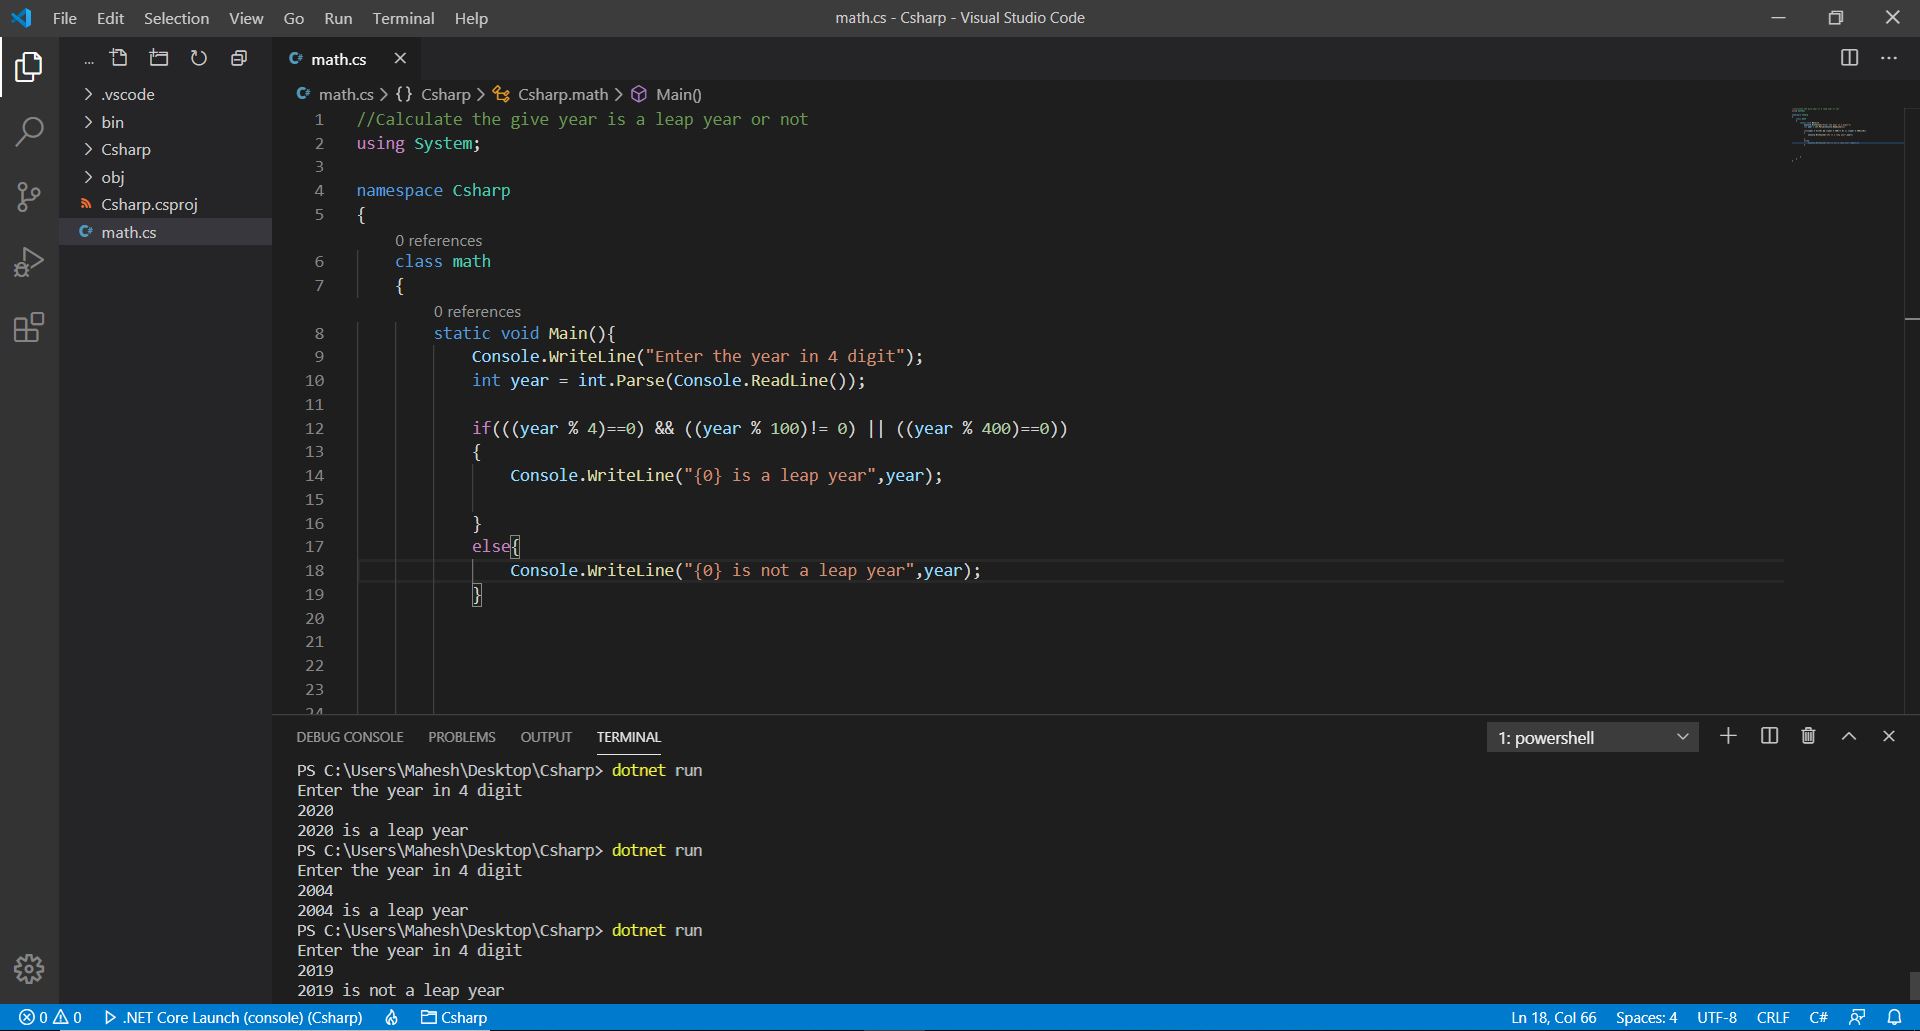 File Edit Selection View Go Run Terminal Help
math.cs - Csharp - Visual Studio Code
...
math.cs
.vscode
bin
Csharp
obj
Csharp.csproj
math.cs
math.cs > {} Csharp > Csharp.math > Main()
1 //Calculate the give year is a leap year or not
2 using System;
3
4 namespace Csharp
5 {
0 references
6 class math
7 {
0 references
8 static void Main(){
9 Console.WriteLine("Enter the year in 4 digit");
10 int year = int.Parse(Console.ReadLine());
11
12 if(((year % 4)==0) && ((year % 100)!= 0) || ((year % 400)==0))
13 {
14 Console.WriteLine("{0} is a leap year",year);
15
16 }
17 else{
18 Console.WriteLine("{0} is not a leap year",year);
19 }
20
21
22
23
24
DEBUG CONSOLE PROBLEMS OUTPUT TERMINAL
1: powershell
PS C:\Users\Mahesh\Desktop\Csharp> dotnet run
Enter the year in 4 digit
2020
2020 is a leap year
PS C:\Users\Mahesh\Desktop\Csharp> dotnet run
Enter the year in 4 digit
2004
2004 is a leap year
PS C:\Users\Mahesh\Desktop\Csharp> dotnet run
Enter the year in 4 digit
2019
2019 is not a leap year
0 0 .NET Core Launch (console) (Csharp) Csharp
Ln 18, Col 66 Spaces: 4 UTF-8 CRLF C#